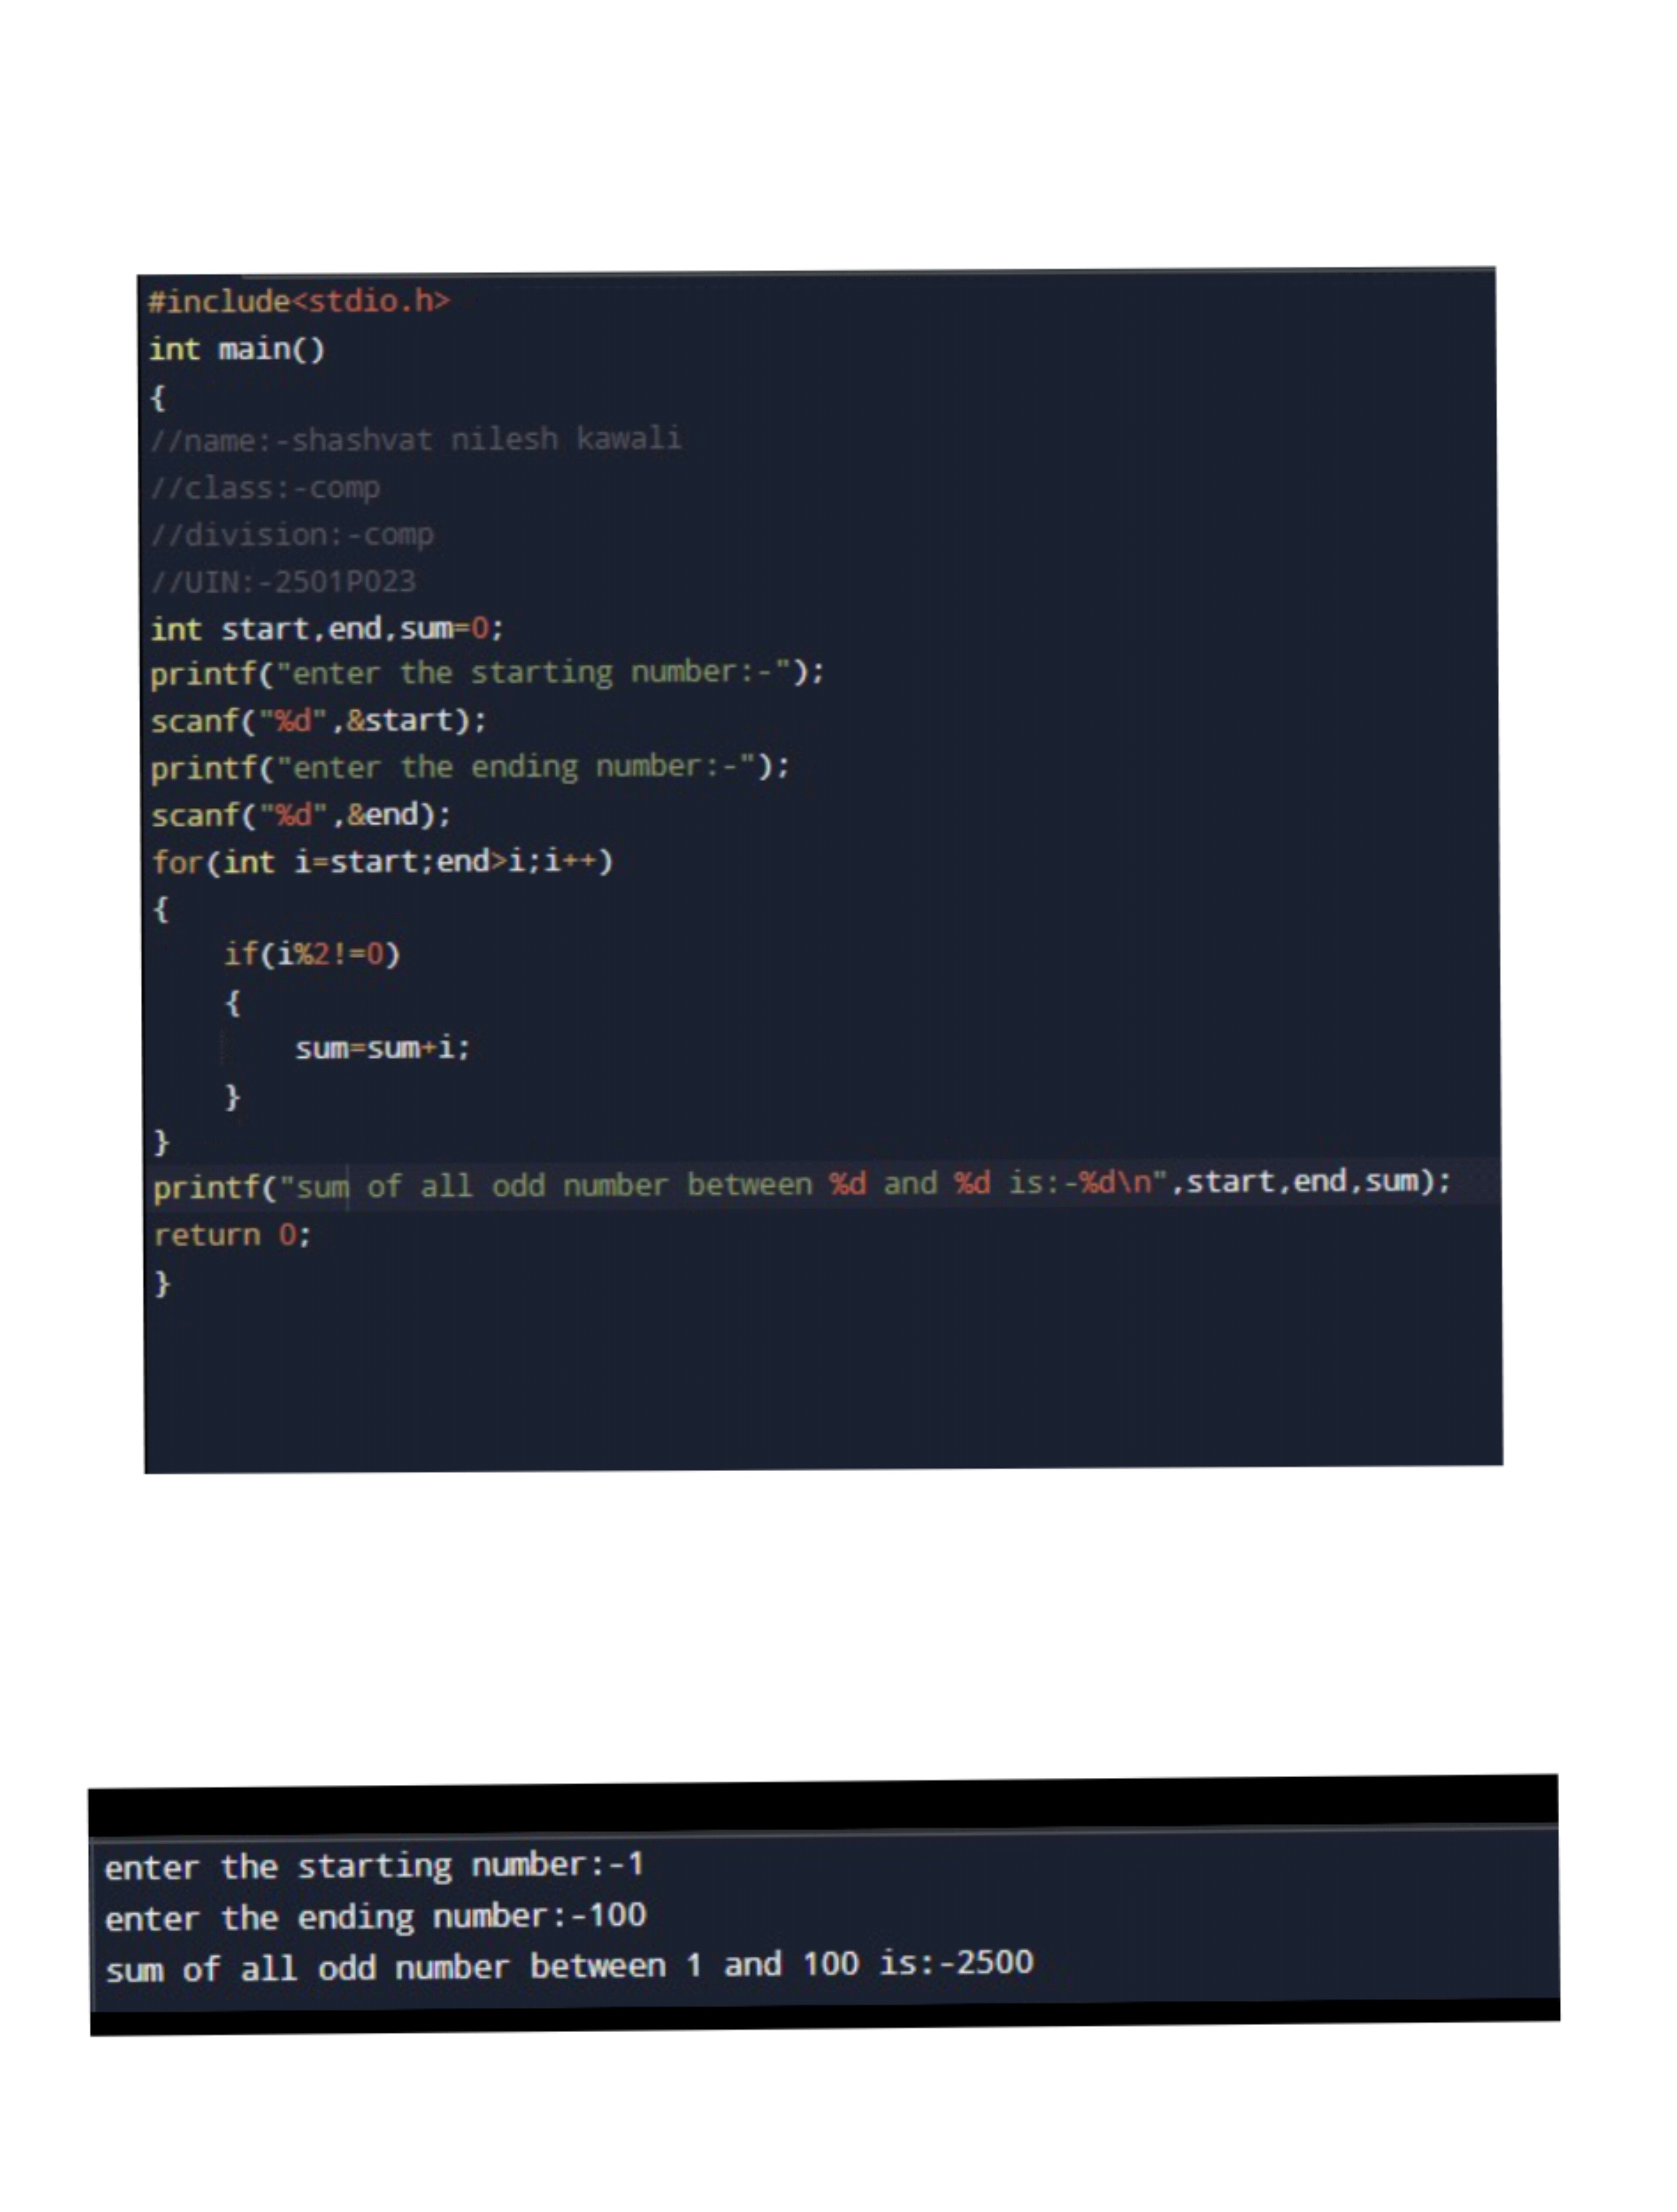 #include<stdio.h>
int main()
{
//name:-shashvat nilesh kawali
//class:-comp
//division:-comp
//UIN:-2501P023
int start,end,sum=0;
printf("enter the starting number:-");
scanf("%d",&start);
printf("enter the ending number:-");
scanf("%d",&end);
for(int i=start;end>i;i++)
{
    if(i%2!=0)
    {
        sum=sum+i;
    }
}
printf("sum of all odd number between %d and %d is:-%d\n",start,end,sum);
return 0;
}
enter the starting number:-1
enter the ending number:-100
sum of all odd number between 1 and 100 is:-2500